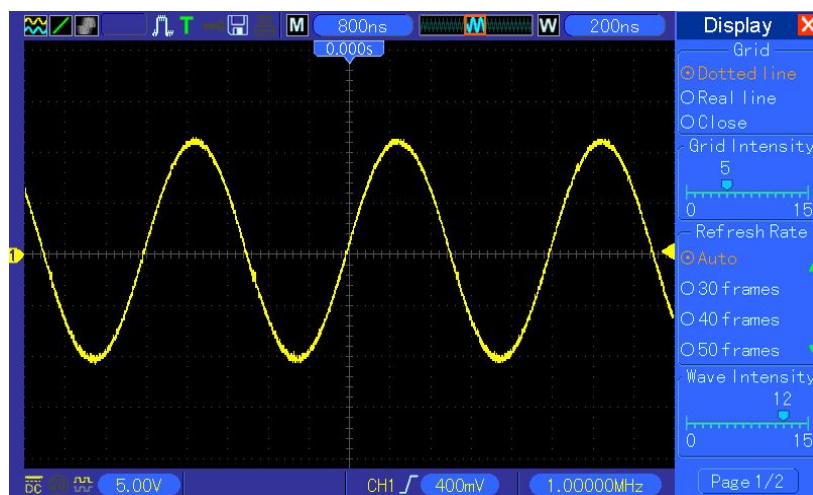 T M 800ns W 200ns Display X
0.000s
Grid
Dotted line
Real line
Close
Grid Intensity
5
0 15
Refresh Rate
Auto
30 frames
40 frames
50 frames
Wave Intensity
12
0 15
1
DC 5.00V CH1 400mV 1.00000MHz Page 1/2